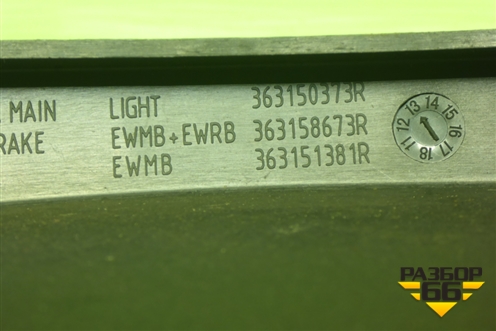 MAIN LIGHT 363150373R
RAKE EWMB+EWRB 363158673R
EWMB 363151381R
11 12 13 14 15 16 17 18
РАЗБОР
66